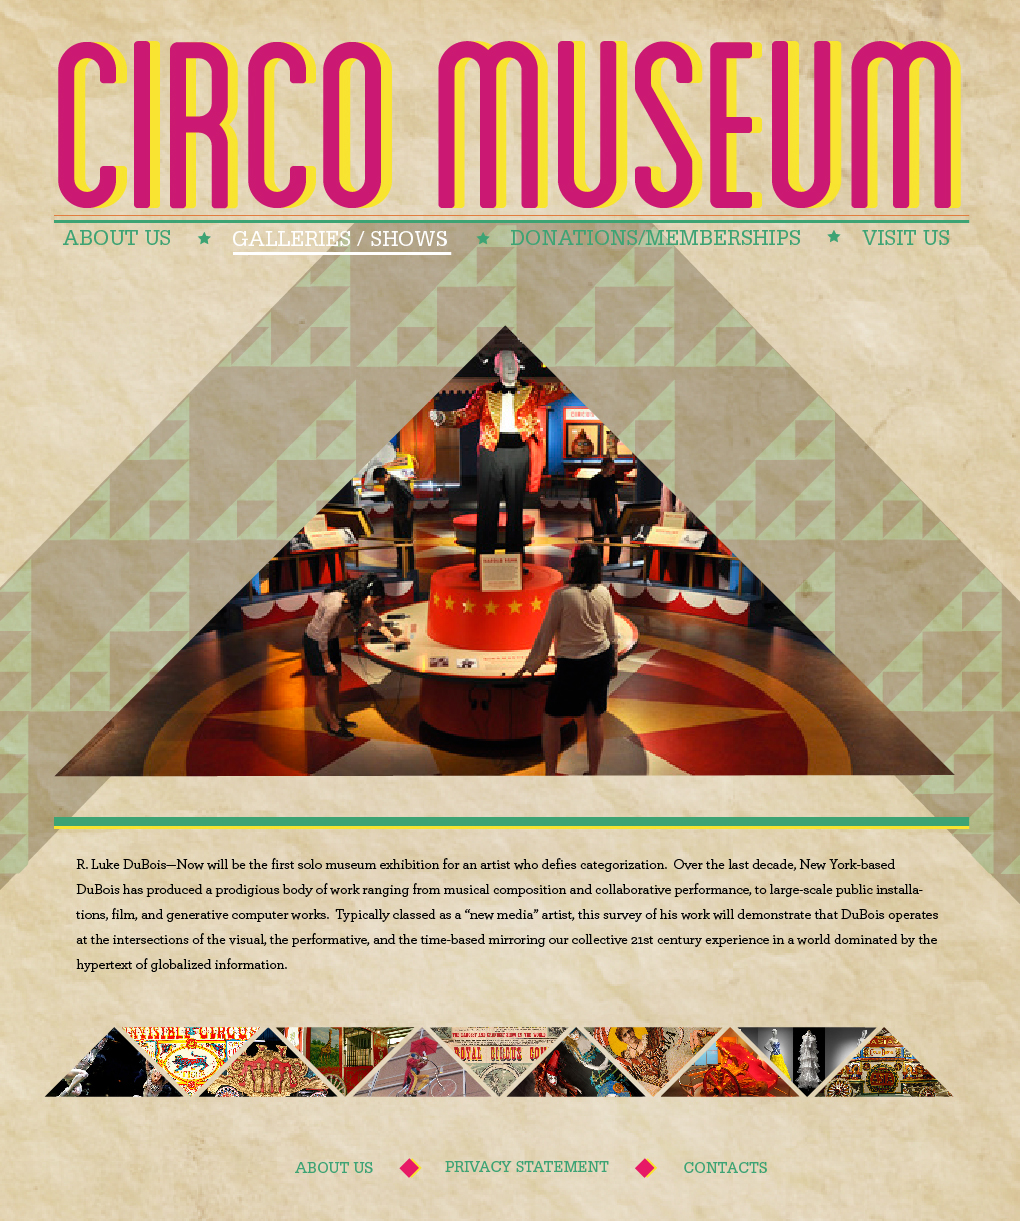 CIRCO MUSEUM
ABOUT US GALLERIES / SHOWS DONATIONS/MEMBERSHIPS VISIT US
CIRCUS
R. Luke DuBois—Now will be the first solo museum exhibition for an artist who defies categorization. Over the last decade, New York-based
DuBois has produced a prodigious body of work ranging from musical composition and collaborative performance, to large-scale public installa-
tions, film, and generative computer works. Typically classed as a “new media” artist, this survey of his work will demonstrate that DuBois operates
at the intersections of the visual, the performative, and the time-based mirroring our collective 21st century experience in a world dominated by the
hypertext of globalized information.
CIRCUS
ROYAL CIRCUS
ABOUT US PRIVACY STATEMENT CONTACTS